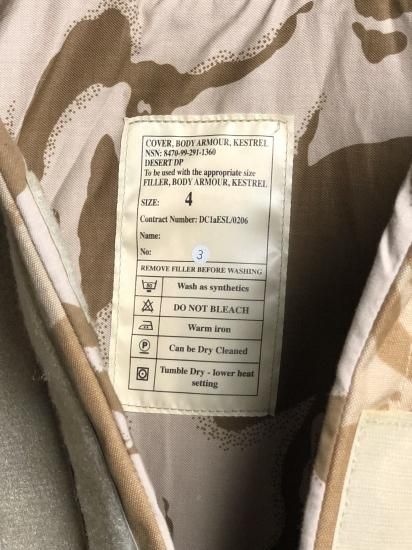 COVER, BODY ARMOUR, KESTREL
NSN: 8470-99-291-1360
DESERT DP
To be used with the appropriate size
FILLER, BODY ARMOUR, KESTREL
SIZE: 4
Contract Number: DC1aESL/0206
Name:
No: 3
REMOVE FILLER BEFORE WASHING
50 Wash as synthetics
DO NOT BLEACH
Warm iron
P Can be Dry Cleaned
Tumble Dry - lower heat
setting